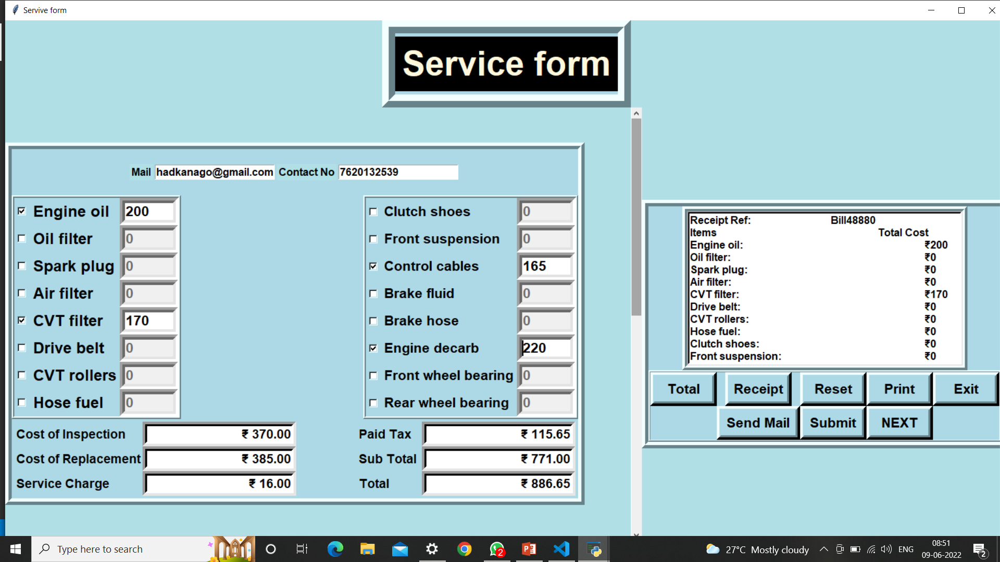 Servive form
Service form
Mail hadkanago@gmail.com Contact No 7620132539
Engine oil 200
Oil filter 0
Spark plug 0
Air filter 0
CVT filter 170
Drive belt 0
CVT rollers 0
Hose fuel 0
Clutch shoes 0
Front suspension 0
Control cables 165
Brake fluid 0
Brake hose 0
Engine decarb 220
Front wheel bearing 0
Rear wheel bearing 0
Cost of Inspection ₹ 370.00
Cost of Replacement ₹ 385.00
Service Charge ₹ 16.00
Paid Tax ₹ 115.65
Sub Total ₹ 771.00
Total ₹ 886.65
Receipt Ref: Bill48880
Items Total Cost
Engine oil: ₹200
Oil filter: ₹0
Spark plug: ₹0
Air filter: ₹0
CVT filter: ₹170
Drive belt: ₹0
CVT rollers: ₹0
Hose fuel: ₹0
Clutch shoes: ₹0
Front suspension: ₹0
Total Receipt Reset Print Exit
Send Mail Submit NEXT
Type here to search
2
27°C Mostly cloudy
ENG
08:51
09-06-2022
2